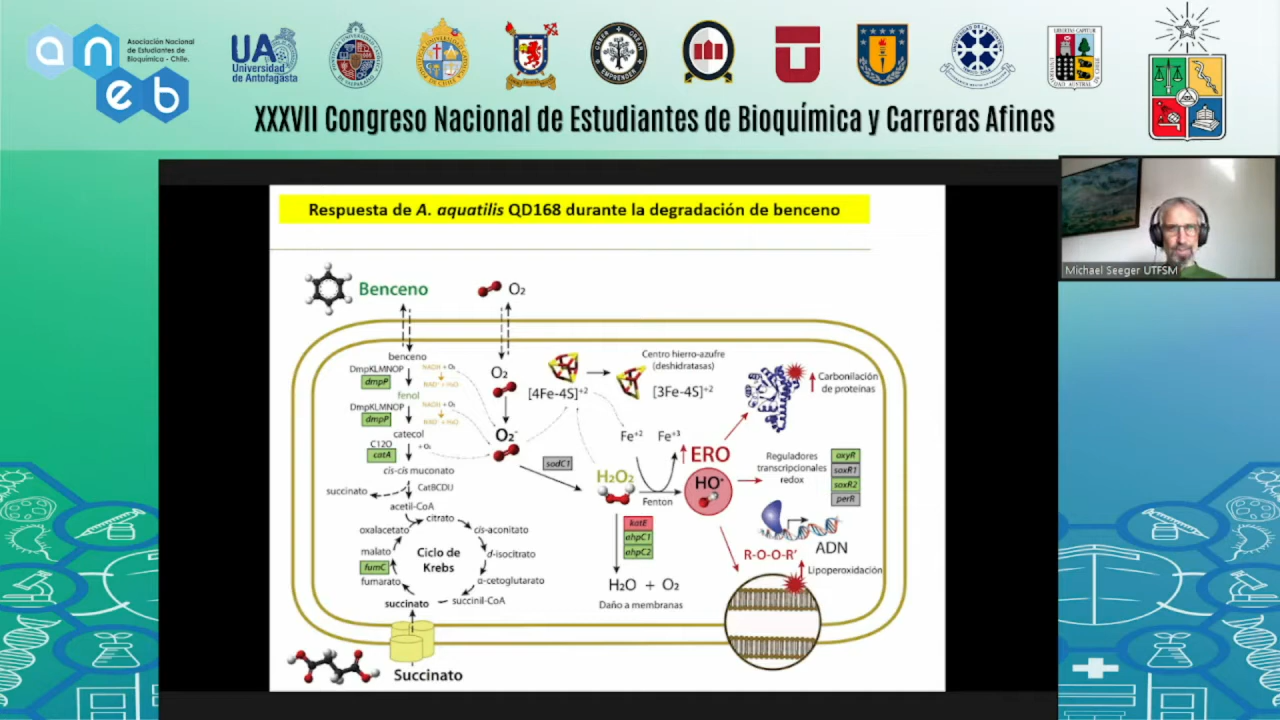 Asociación Nacional
de Estudiantes de
Bioquímica - Chile.
an
eb
UA
Universidad
de Antofagasta
XXXVII Congreso Nacional de Estudiantes de Bioquímica y Carreras Afines
Michael Seeger UTFSM
Respuesta de A. aquatilis QD168 durante la degradación de benceno
Benceno
O₂
benceno
DmpKLMNOP
dmpP
NADH + O₂
NAD⁺ + H₂O
fenol
DmpKLMNOP
dmpP
NADH + O₂
NAD⁺ + H₂O
catecol
C12O
catA
+ O₂
cis-cis muconato
succinato
CatBCDIJ
acetil-CoA
citrato
oxalacetato
cis-aconitato
malato
Ciclo de
Krebs
d-isocitrato
fumC
fumarato
α-cetoglutarato
succinato
succinil-CoA
Succinato
O₂
O₂⁻
sodC1
[4Fe-4S]⁺²
Centro hierro-azufre
(deshidratasas)
[3Fe-4S]⁺²
Fe⁺²
Fe⁺³
H₂O₂
Fenton
katE
ahpC1
ahpC2
H₂O + O₂
Daño a membranas
ERO
HO•
Carbonilación
de proteínas
Reguladores
transcripcionales
redox
oxyR
soxR1
soxR2
perR
ADN
R-O-O-R'
Lipoperoxidación